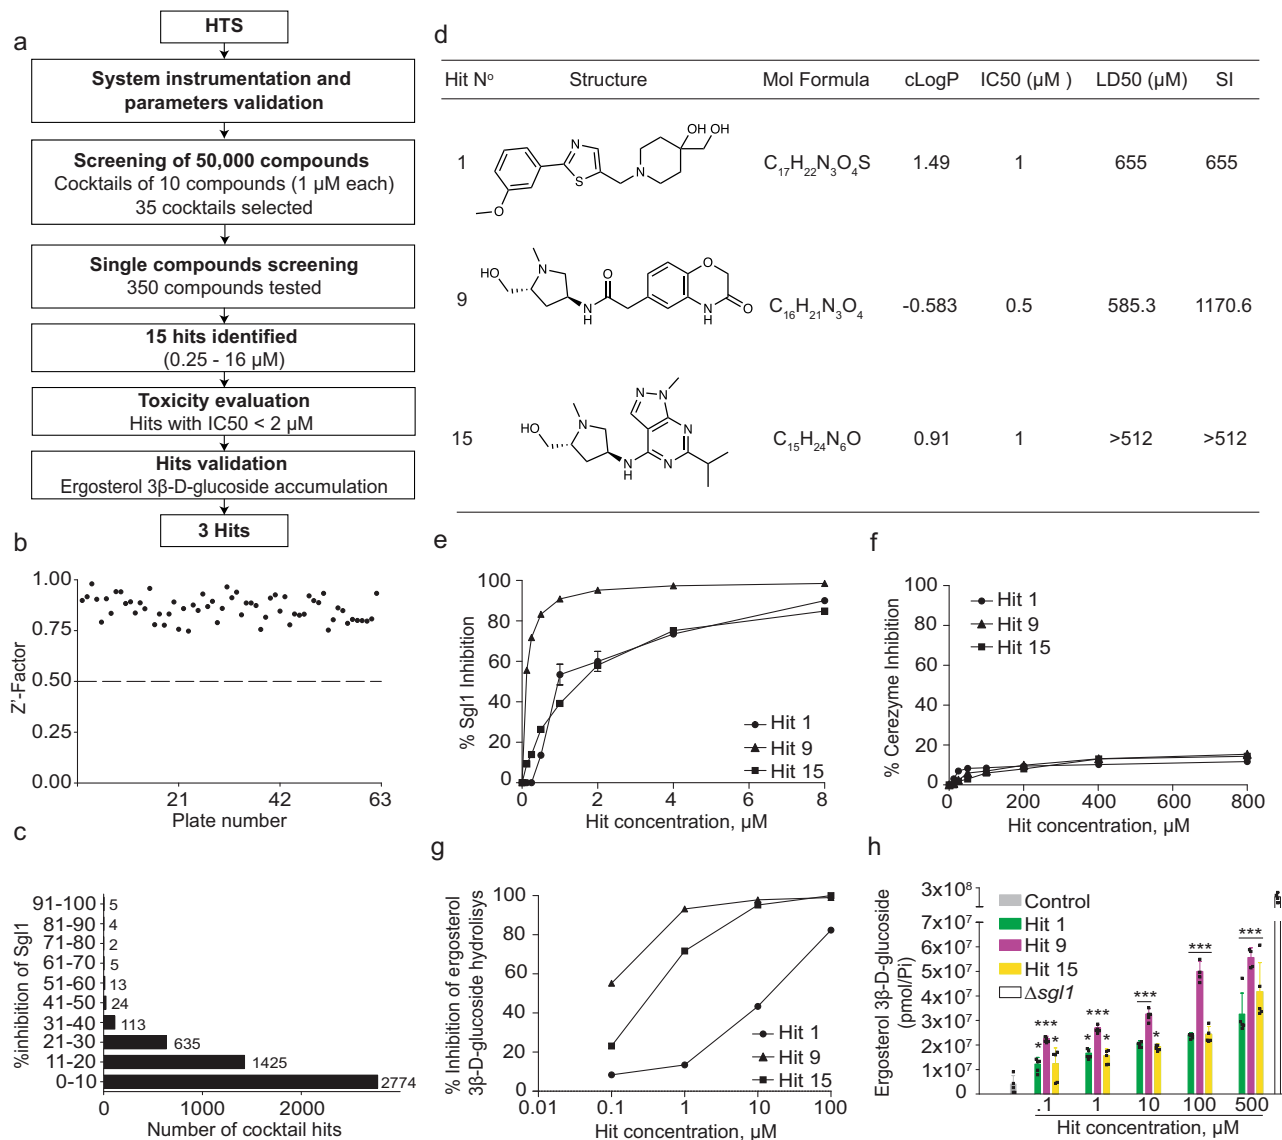 a
HTS
System instrumentation and
parameters validation
Screening of 50,000 compounds
Cocktails of 10 compounds (1 µM each)
35 cocktails selected
Single compounds screening
350 compounds tested
15 hits identified
(0.25 - 16 µM)
Toxicity evaluation
Hits with IC50 < 2 µM
Hits validation
Ergosterol 3β-D-glucoside accumulation
3 Hits
d
Hit Nº Structure Mol Formula cLogP IC50 (µM ) LD50 (µM) SI
1 C17H22N3O4S 1.49 1 655 655
N
S
N
OH
OH
O
9 C16H21N3O4 -0.583 0.5 585.3 1170.6
HO
N
N
H
O
O
N
H
O
15 C15H24N6O 0.91 1 >512 >512
HO
N
NH
N
N
N
N
b
Z'-Factor
1.00
0.75
0.50
0.25
0.00
21 42 63
Plate number
c
%inhibition of Sgl1
91-100 5
81-90 4
71-80 2
61-70 5
51-60 13
41-50 24
31-40 113
21-30 635
11-20 1425
0-10 2774
0 1000 2000
Number of cocktail hits
e
% Sgl1 Inhibition
100
80
60
40
20
0
0 2 4 6 8
Hit concentration, µM
Hit 1
Hit 9
Hit 15
f
% Cerezyme Inhibition
100
80
60
40
20
0
200 400 600 800
Hit concentration, µM
Hit 1
Hit 9
Hit 15
g
% Inhibition of ergosterol
3β-D-glucoside hydrolisys
100
80
60
40
20
0
0.01 0.1 1 10 100
Hit concentration, µM
Hit 1
Hit 9
Hit 15
h
Ergosterol 3β-D-glucoside
(pmol/Pi)
3x10⁸
7x10⁷
6x10⁷
5x10⁷
4x10⁷
3x10⁷
2x10⁷
1x10⁷
0
Control
Hit 1
Hit 9
Hit 15
Δsgl1
* *** *
* *** *
*** *
***
***
.1 1 10 100 500
Hit concentration, µM